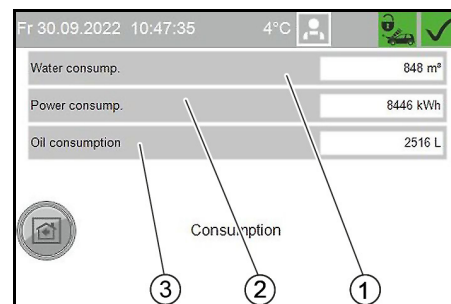 Fr 30.09.2022 10:47:35 4°C
Water consump. 848 m³
Power consump. 8446 kWh
Oil consumption 2516 L
Consumption
3 2 1